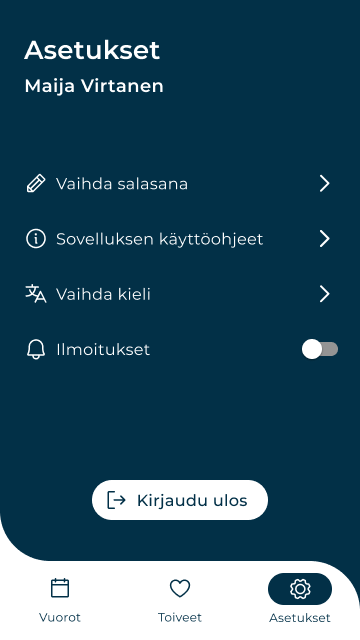 Asetukset
Maija Virtanen
Vaihda salasana
Sovelluksen käyttöohjeet
Vaihda kieli
Ilmoitukset
Kirjaudu ulos
Vuorot
Toiveet
Asetukset